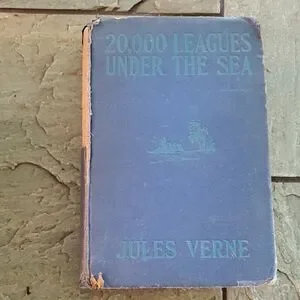 20,000 LEAGUES
UNDER THE SEA
JULES VERNE